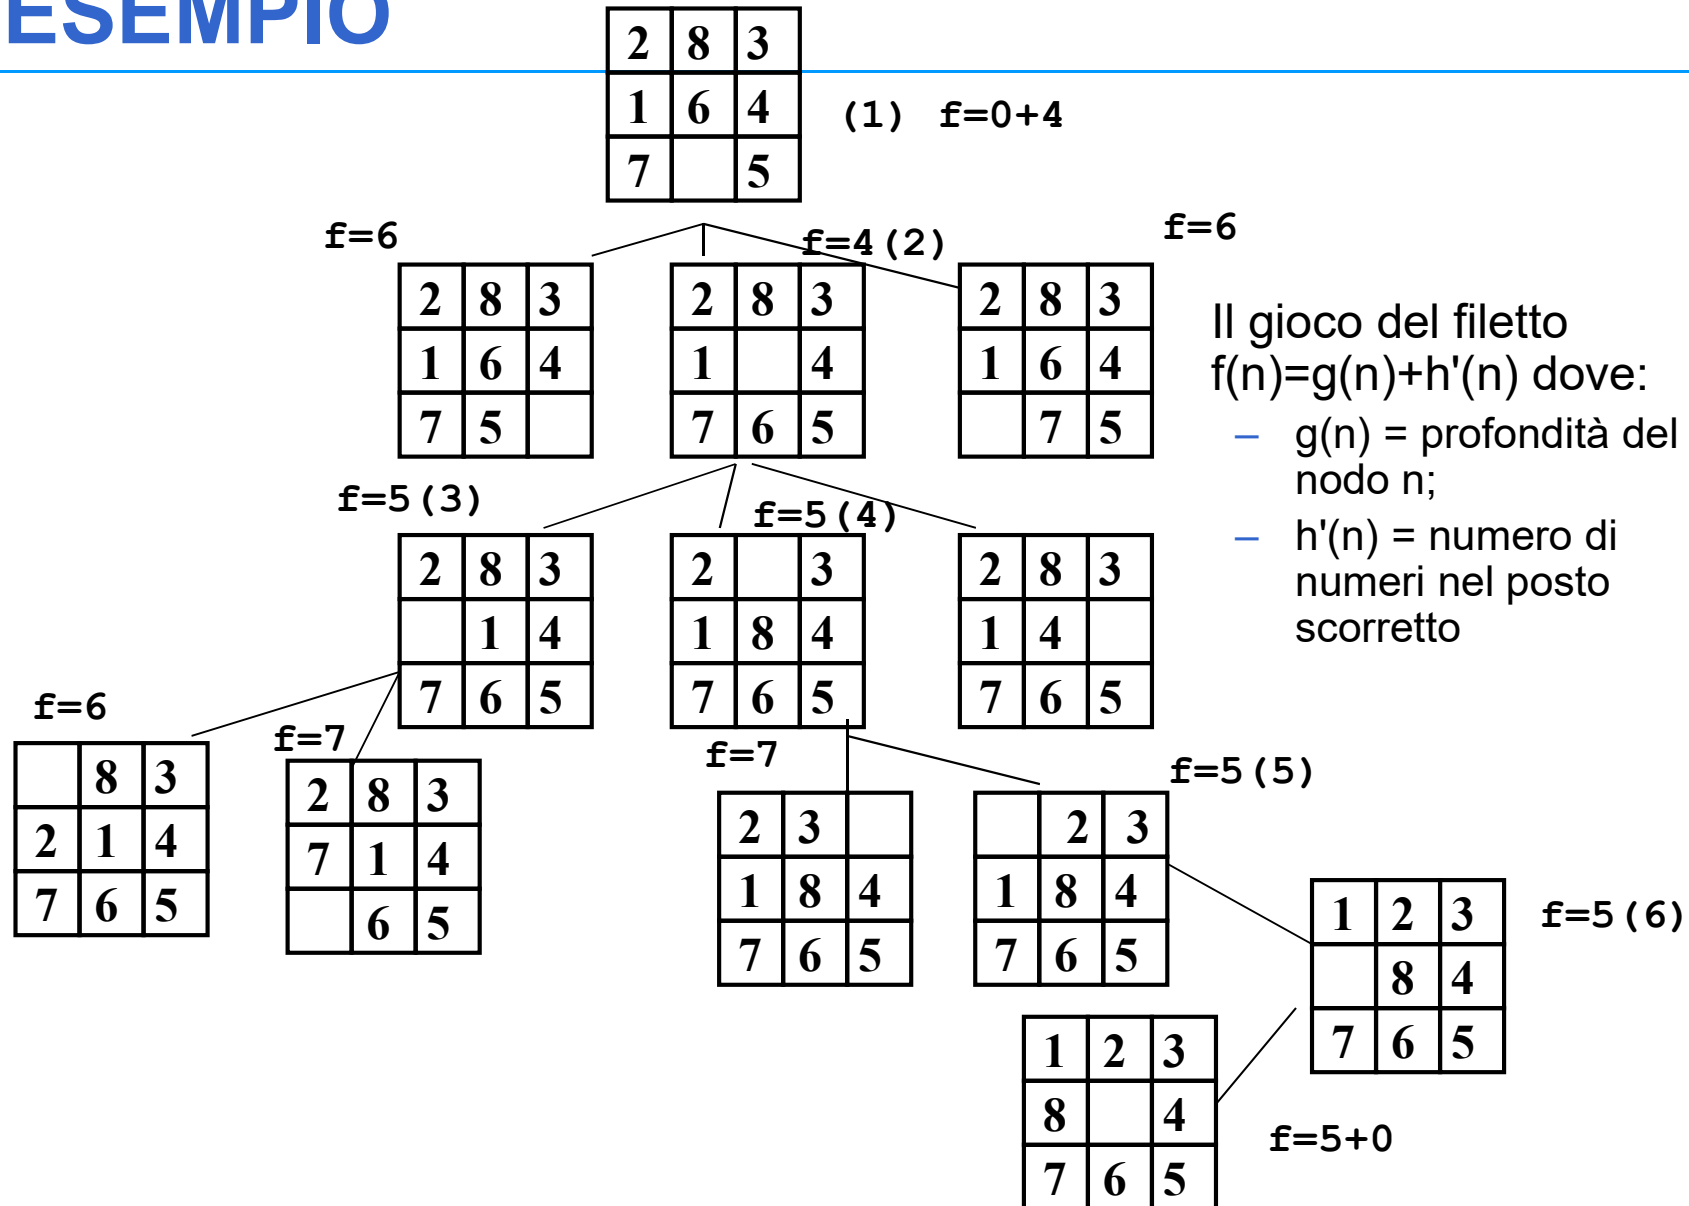 ESEMPIO
2 8 3
1 6 4
7 5
(1) f=0+4
f=6
f=4(2)
f=6
2 8 3
1 6 4
7 5
2 8 3
1 4
7 6 5
2 8 3
1 6 4
7 5
Il gioco del filetto
f(n)=g(n)+h'(n) dove:
– g(n) = profondità del
nodo n;
– h'(n) = numero di
numeri nel posto
scorretto
f=5(3)
f=5(4)
2 8 3
1 4
7 6 5
2 3
1 8 4
7 6 5
2 8 3
1 4
7 6 5
f=6
f=7
f=7
f=5(5)
8 3
2 1 4
7 6 5
2 8 3
7 1 4
6 5
2 3
1 8 4
7 6 5
2 3
1 8 4
7 6 5
1 2 3
8 4
7 6 5
f=5(6)
1 2 3
8 4
7 6 5
f=5+0